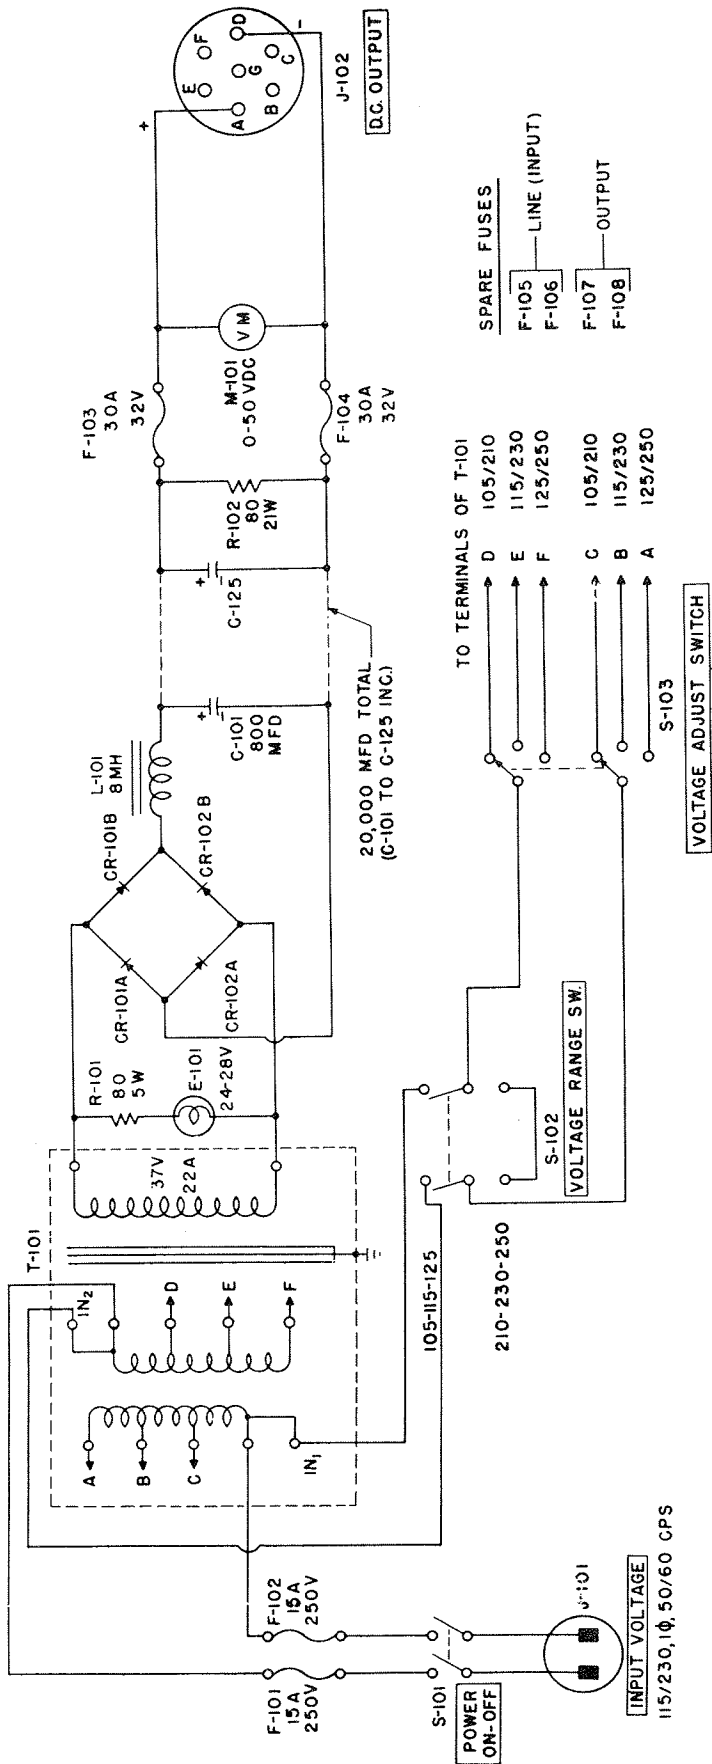 J-101
INPUT VOLTAGE
115/230,1Φ, 50/60 CPS
S-101
POWER
ON-OFF
F-101
15A
250V
F-102
15A
250V
T-101
A
B
C
IN1
IN2
D
E
F
37V
22A
R-101
80
5W
E-101
24-28V
CR-101A
CR-101B
CR-102A
CR-102B
L-101
8MH
+
C-101
800
MFD
+
C-125
20,000 MFD TOTAL
(C-101 TO C-125 INC.)
R-102
80
21W
F-103
30A
32V
F-104
30A
32V
VM
M-101
0-50 VDC
+
-
A
B
C
D
E
F
G
J-102
D.C. OUTPUT
105-115-125
210-230-250
S-102
VOLTAGE RANGE SW.
TO TERMINALS OF T-101
D 105/210
E 115/230
F 125/250
C 105/210
B 115/230
A 125/250
S-103
VOLTAGE ADJUST SWITCH
SPARE FUSES
F-105
F-106
LINE (INPUT)
F-107
F-108
OUTPUT